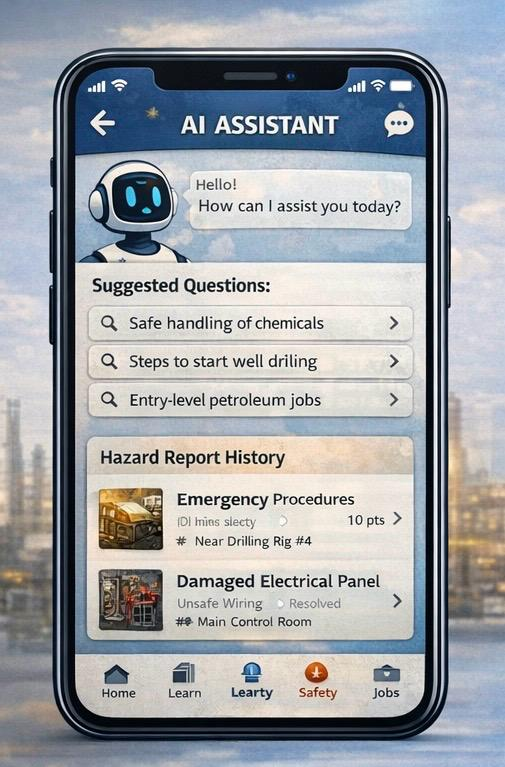 AI ASSISTANT
Hello!
How can I assist you today?
Suggested Questions:
Safe handling of chemicals
Steps to start well driling
Entry-level petroleum jobs
Hazard Report History
Emergency Procedures
10 pts
# Near Drilling Rig #4
Damaged Electrical Panel
Unsafe Wiring Resolved
Main Control Room
Home Learn Learty Safety Jobs